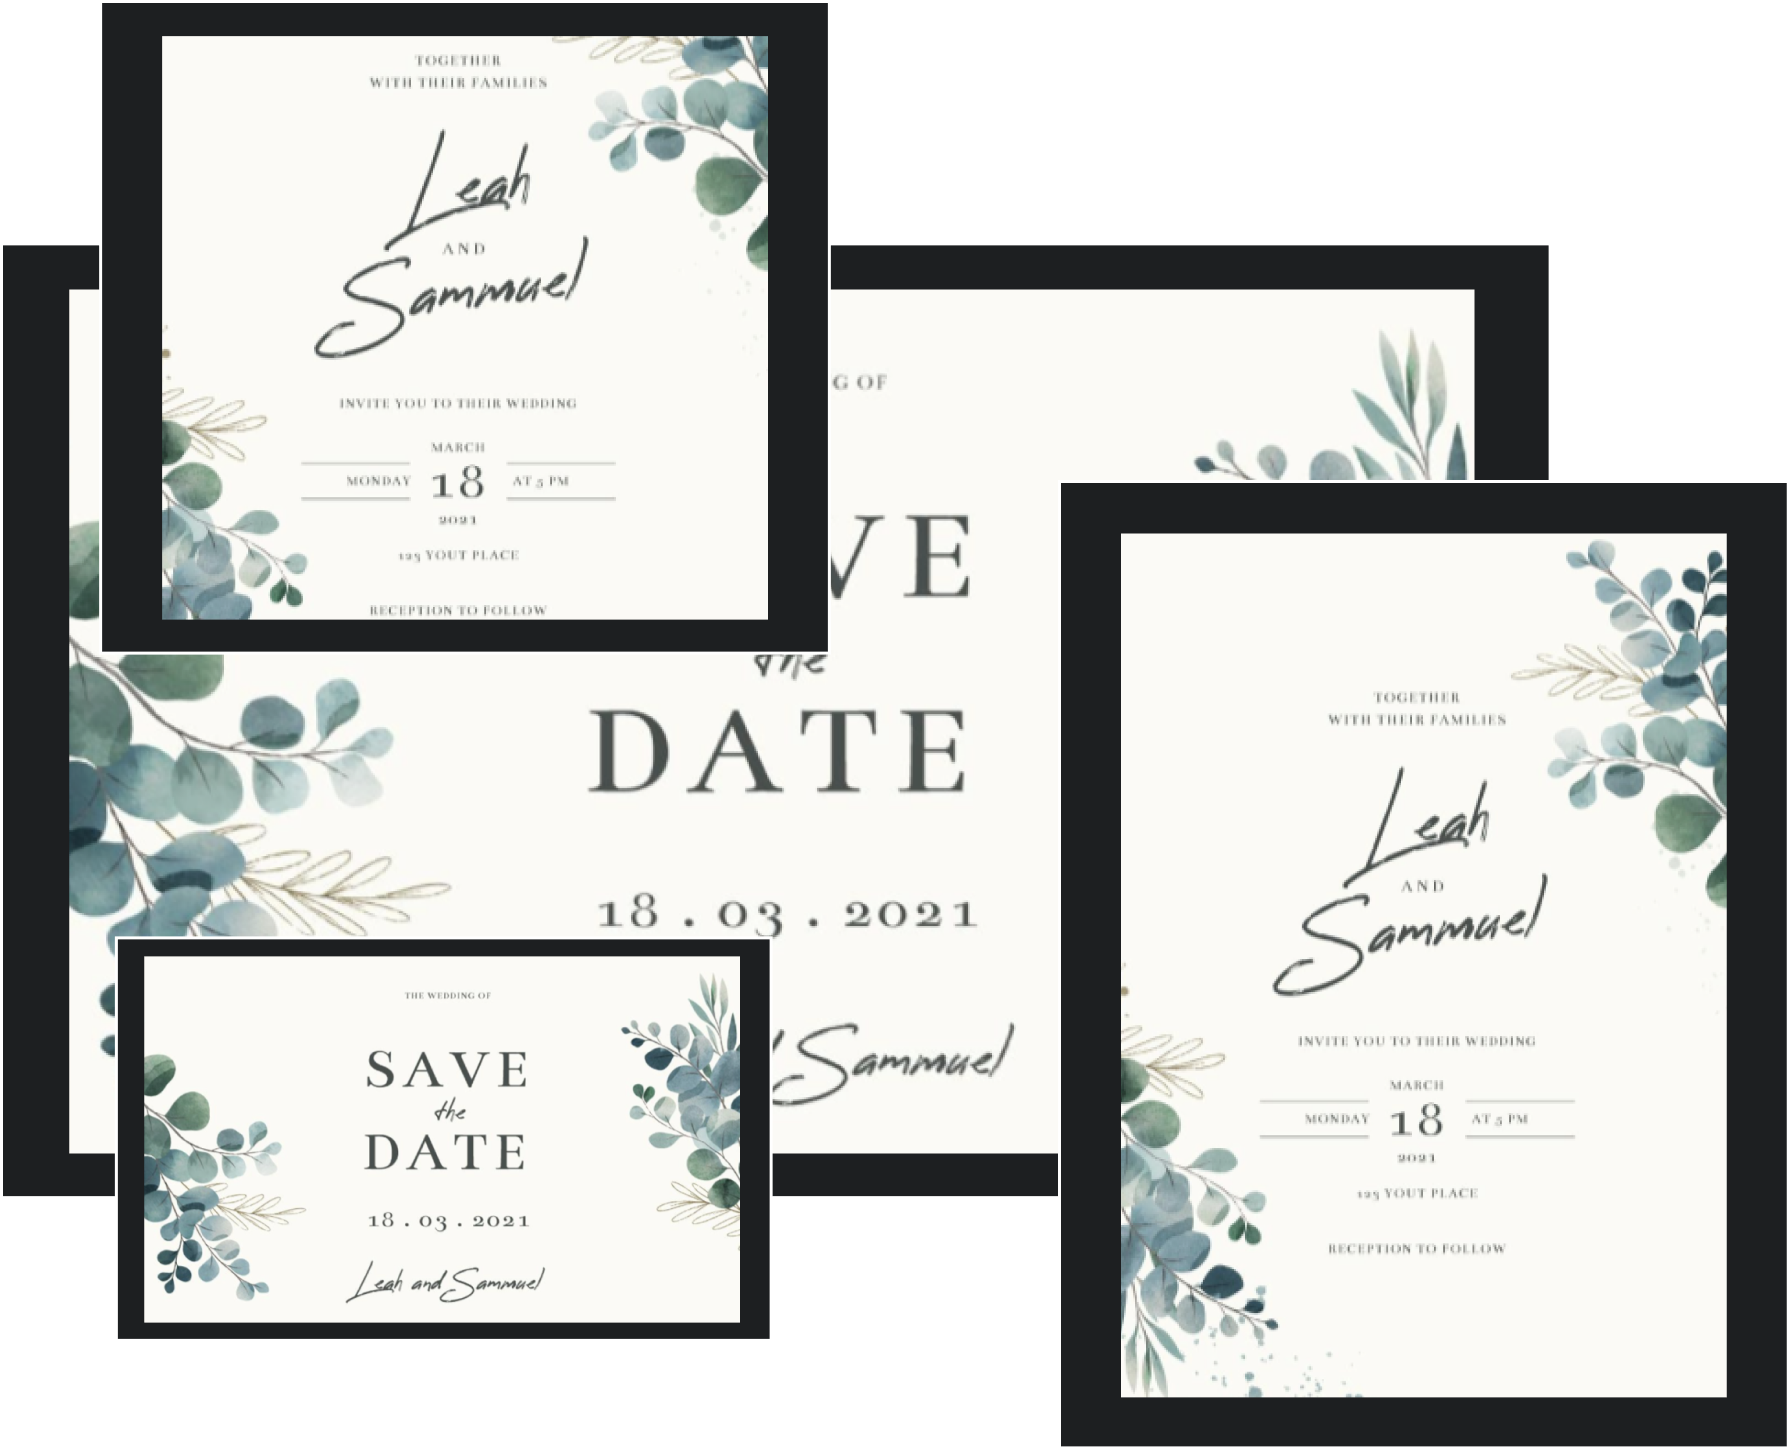 TOGETHER
WITH THEIR FAMILIES
Leah
AND
Sammuel
INVITE YOU TO THEIR WEDDING
MARCH
MONDAY 18 AT 5 PM
2021
123 YOUT PLACE
RECEPTION TO FOLLOW
G OF
VE
the
DATE
18 . 03 . 2021
Sammuel
THE WEDDING OF
SAVE
the
DATE
18 . 03 . 2021
Leah and Sammuel
TOGETHER
WITH THEIR FAMILIES
Leah
AND
Sammuel
INVITE YOU TO THEIR WEDDING
MARCH
MONDAY 18 AT 5 PM
2021
123 YOUT PLACE
RECEPTION TO FOLLOW